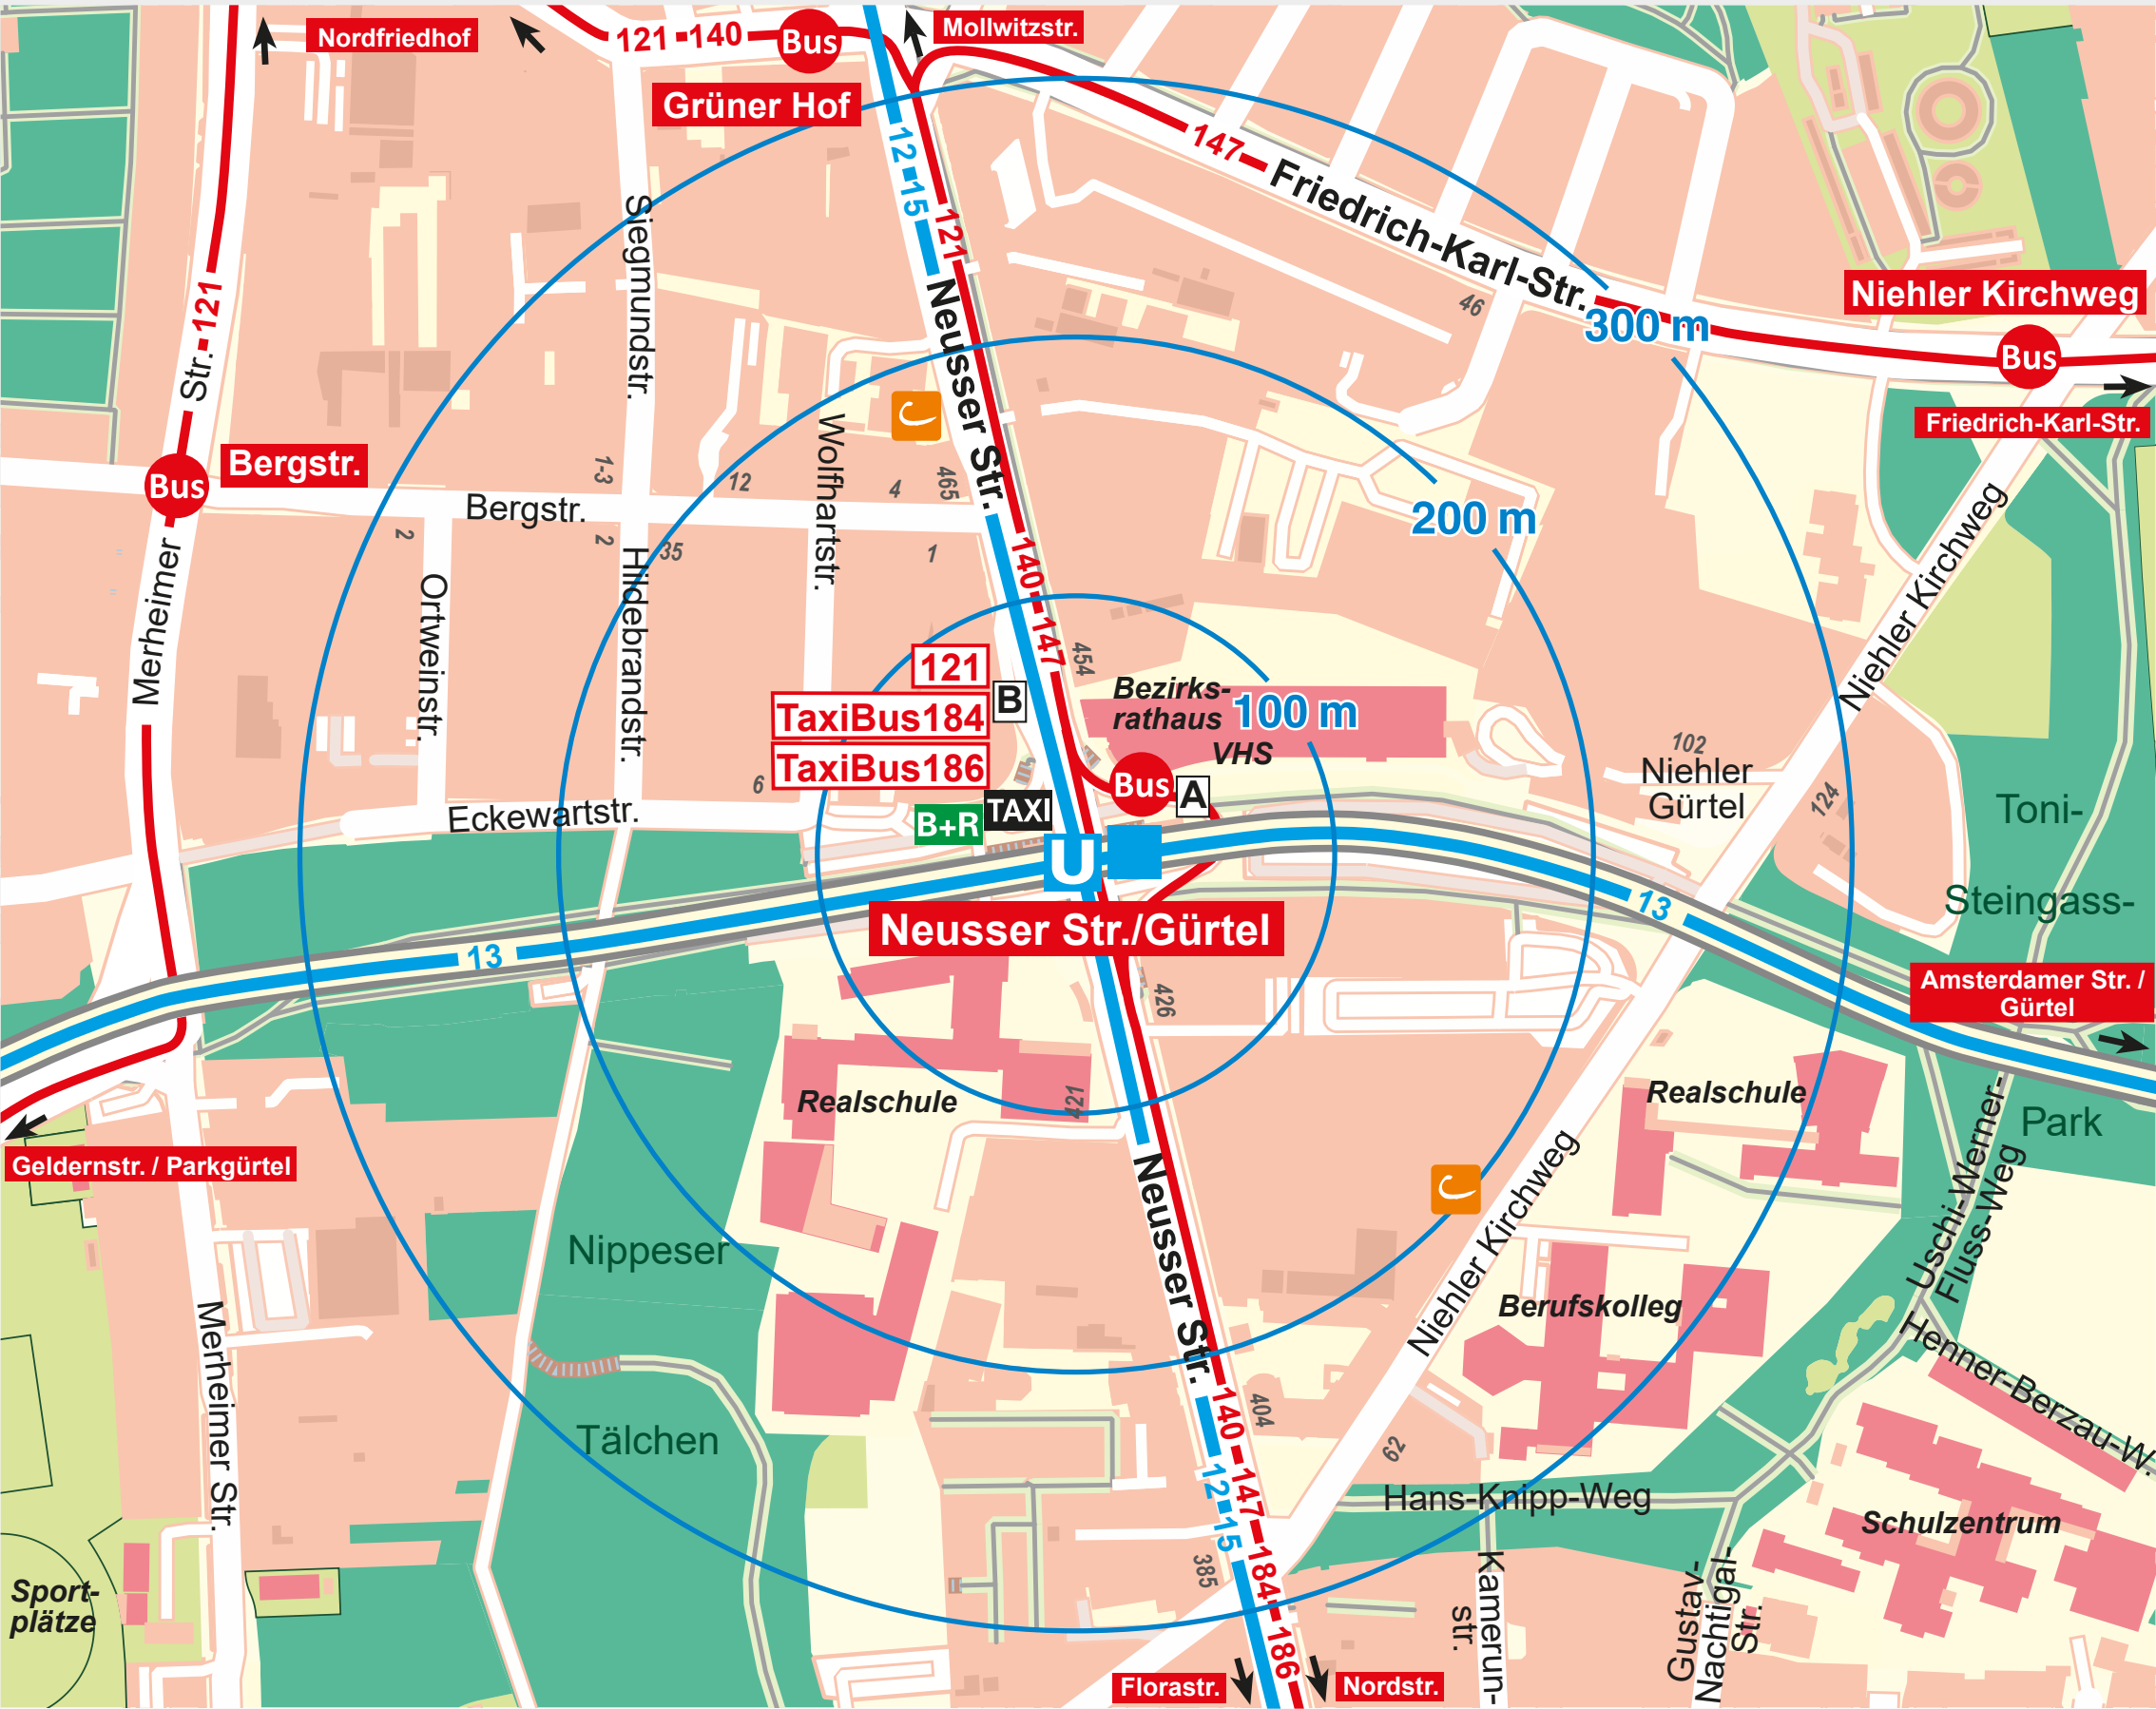 Nordfriedhof
121 140
Bus
Mollwitzstr.
Grüner Hof
147
Friedrich-Karl-Str.
12 15
121
Siegmundstr.
Neusser Str.
46
300 m
Niehler Kirchweg
Bus
Friedrich-Karl-Str.
Str.
121
Bus
Bergstr.
Bergstr.
1-3
12
4
465
2
2
35
1
Wolfhartstr.
Ortweinstr.
Hildebrandstr.
Merheimer
200 m
140 147
454
Niehler Kirchweg
121
TaxiBus184
TaxiBus186
B
Bezirks-
rathaus
VHS
100 m
Bus
A
6
Eckewartstr.
B+R
TAXI
U
102
Niehler
Gürtel
124
Toni-
Steingass-
Park
13
13
Neusser Str./Gürtel
Amsterdamer Str. /
Gürtel
426
421
Realschule
Realschule
Geldernstr. / Parkgürtel
Nippeser
Tälchen
Neusser Str.
Niehler Kirchweg
Berufskolleg
Uschi-Werner-
Fluss-Weg
Henner-Berzau-W.
Merheimer Str.
404
62
140 147 184 186
12 15
385
Hans-Knipp-Weg
Schulzentrum
Kamerun-
str.
Gustav-
Nachtigal-
Str.
Sport-
plätze
Florastr.
Nordstr.